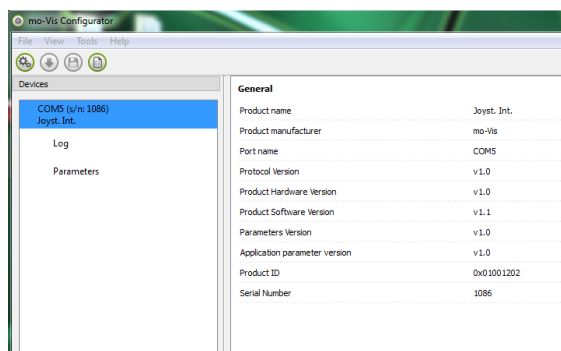 mo-Vis Configurator
File View Tools Help
Devices
COM5 (s/n: 1086)
Joyst. Int.
Log
Parameters
General
Product name Joyst. Int.
Product manufacturer mo-Vis
Port name COM5
Protocol Version v1.0
Product Hardware Version v1.0
Product Software Version v1.1
Parameters Version v1.0
Application parameter version v1.0
Product ID 0x01001202
Serial Number 1086